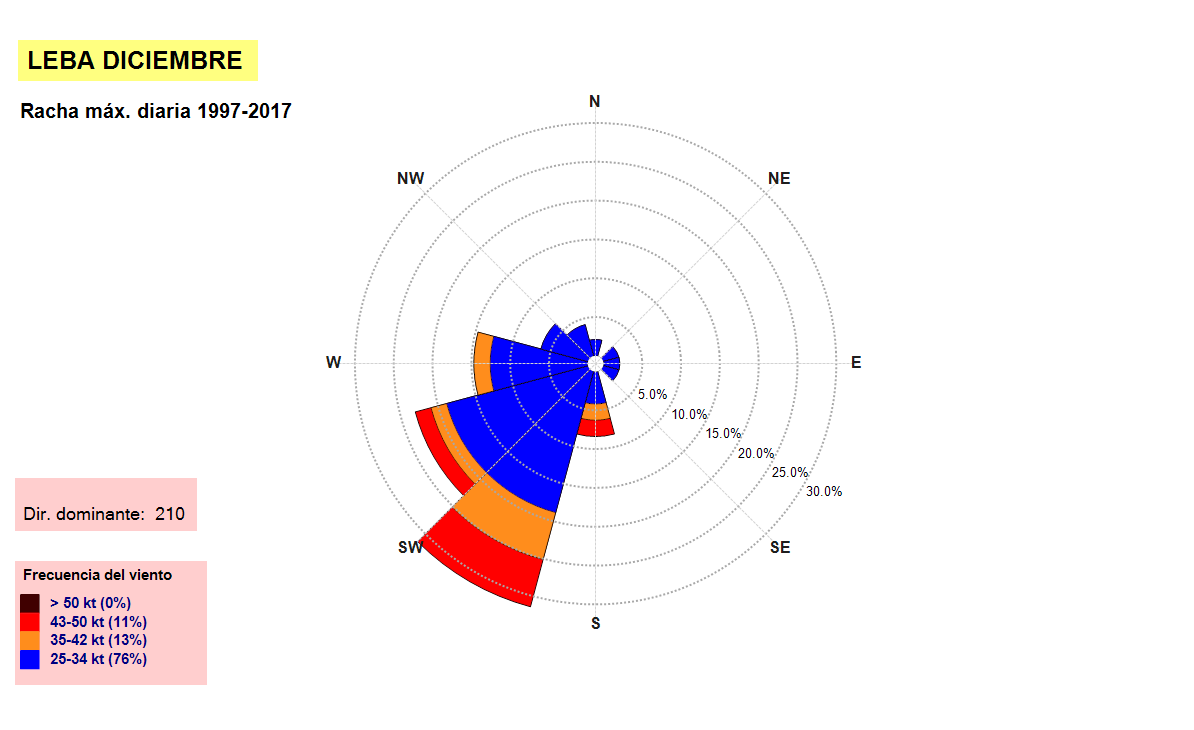 LEBA DICIEMBRE
Racha máx. diaria 1997-2017
N
NW
NE
W
E
5.0%
10.0%
15.0%
20.0%
25.0%
30.0%
SW
SE
S
Dir. dominante: 210
Frecuencia del viento
> 50 kt (0%)
43-50 kt (11%)
35-42 kt (13%)
25-34 kt (76%)